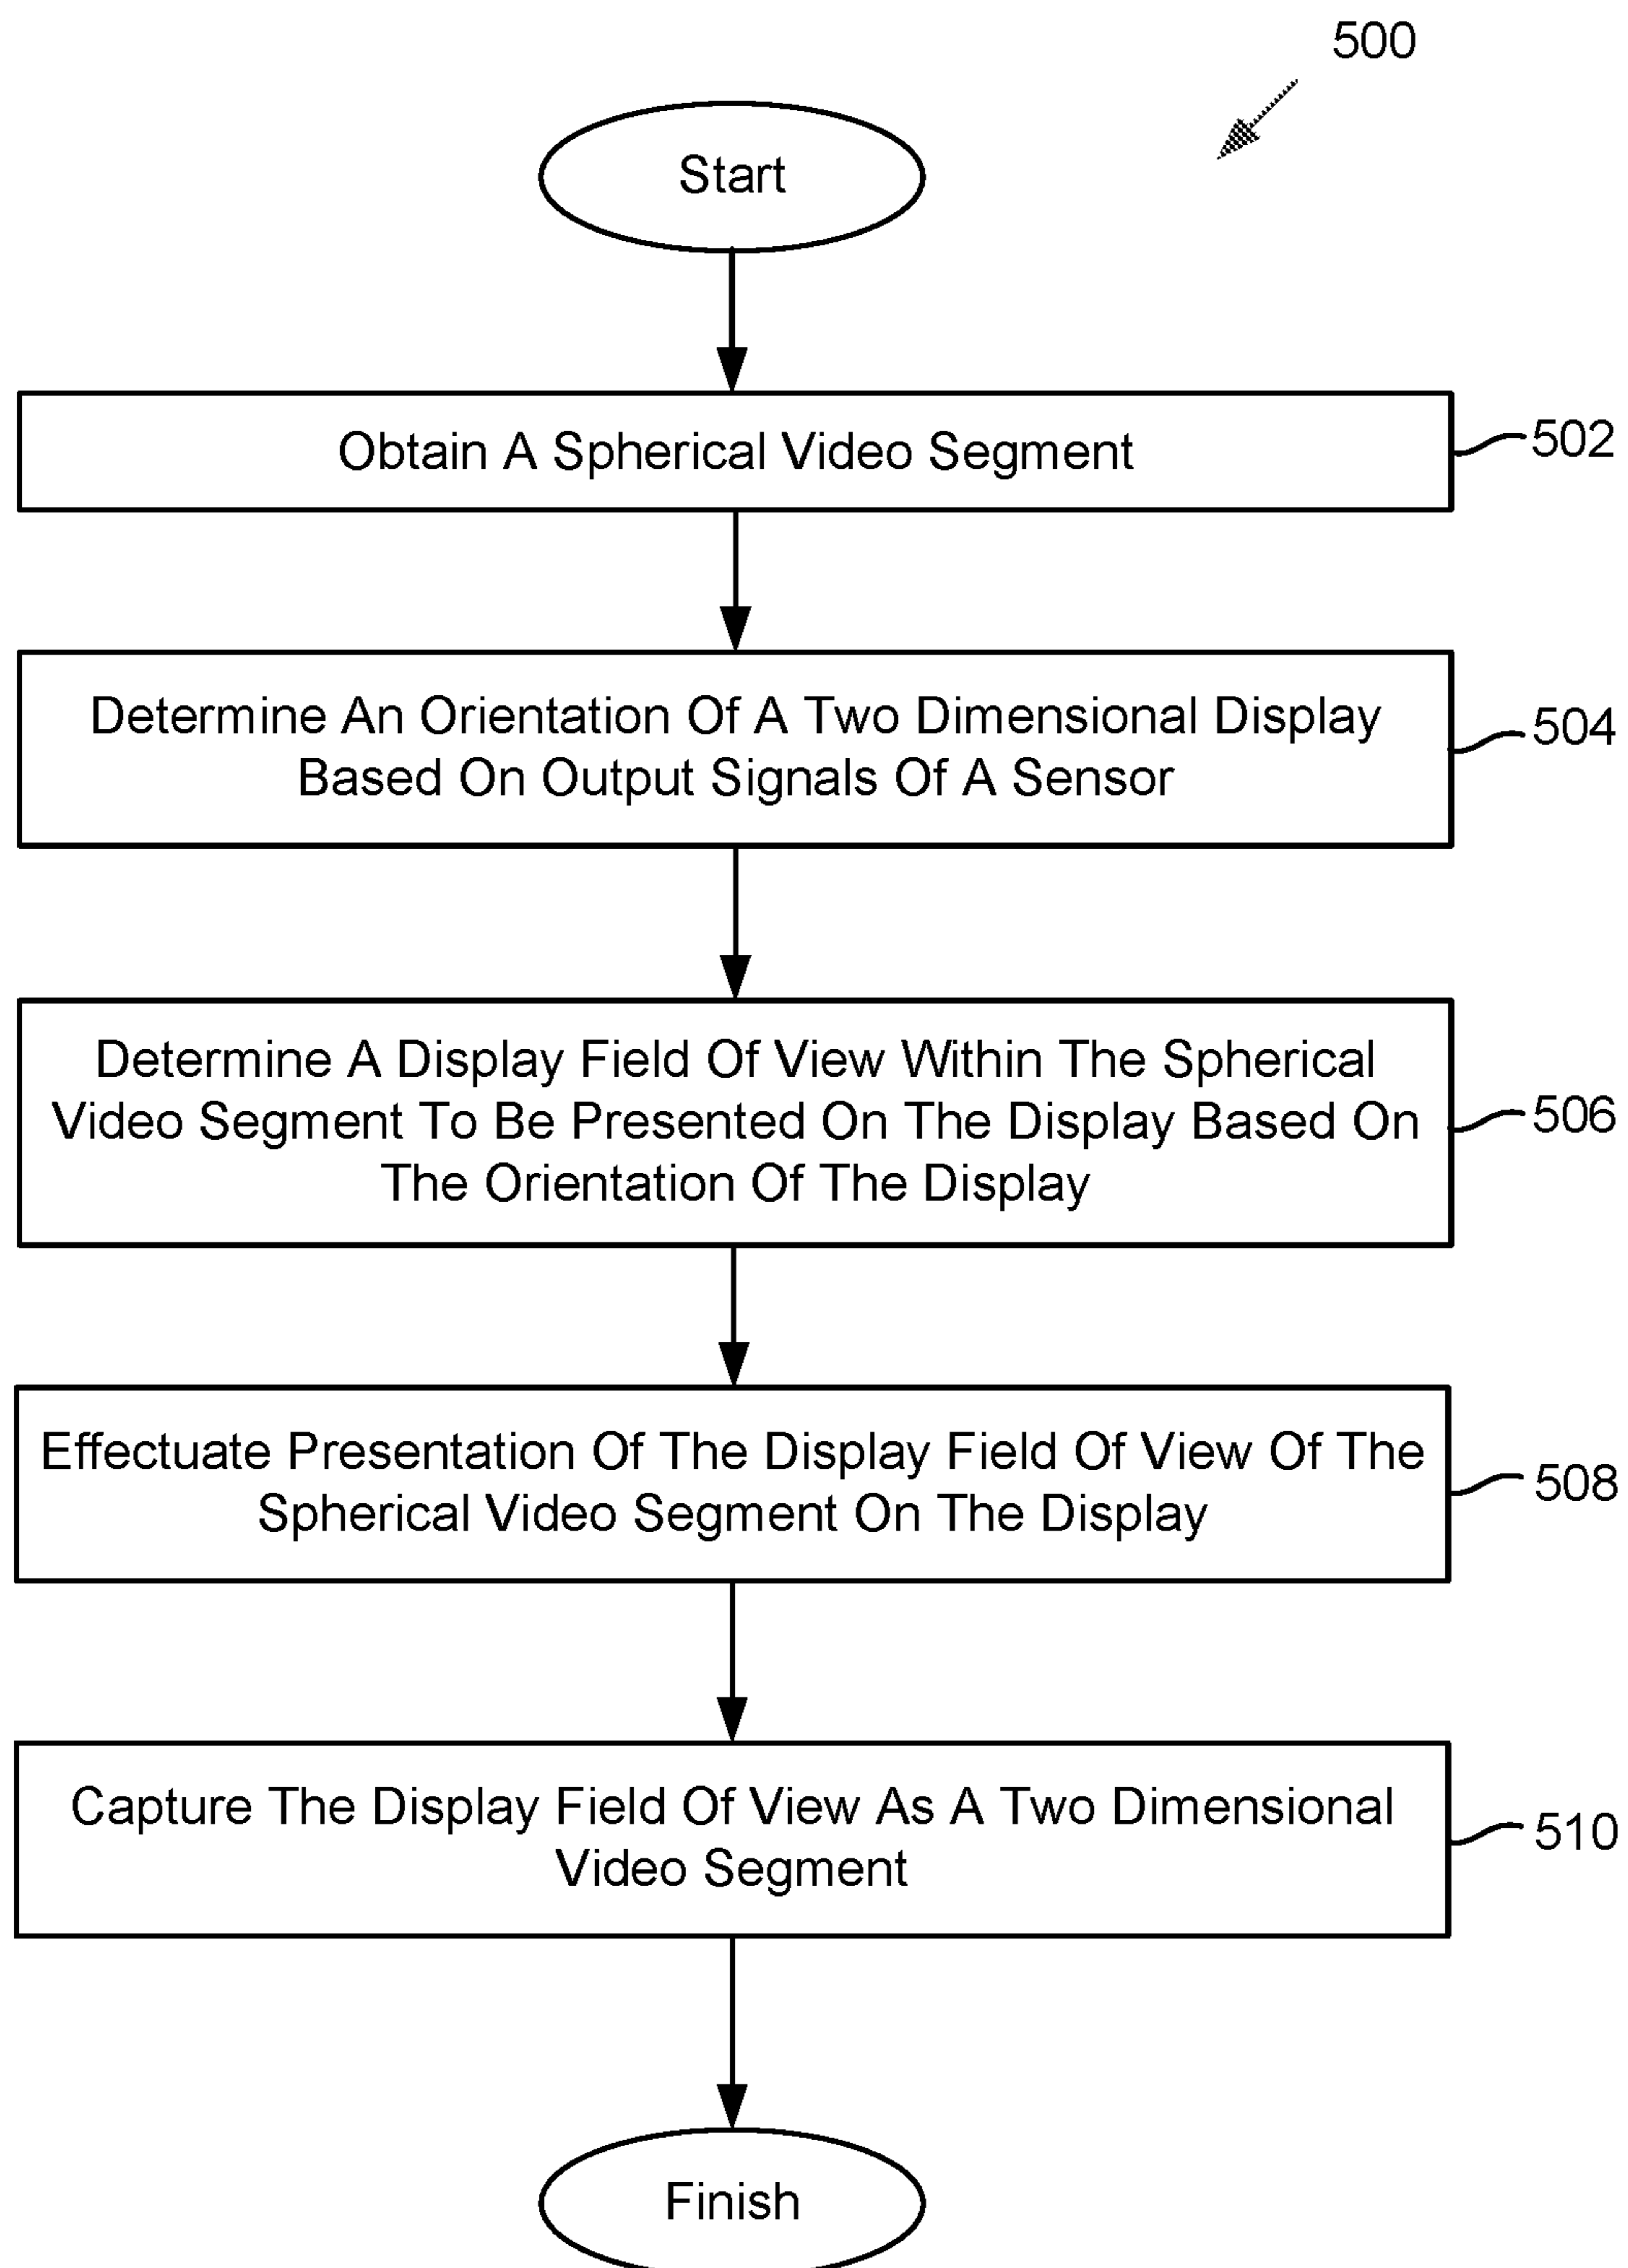 500
Start
Obtain A Spherical Video Segment
502
Determine An Orientation Of A Two Dimensional Display
Based On Output Signals Of A Sensor
504
Determine A Display Field Of View Within The Spherical
Video Segment To Be Presented On The Display Based On
The Orientation Of The Display
506
Effectuate Presentation Of The Display Field Of View Of The
Spherical Video Segment On The Display
508
Capture The Display Field Of View As A Two Dimensional
Video Segment
510
Finish